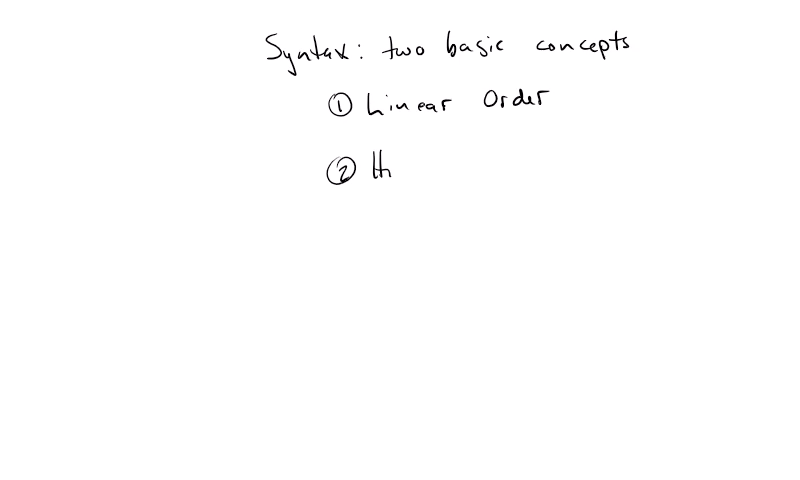 Syntax: two basic concepts
① Linear Order
② H